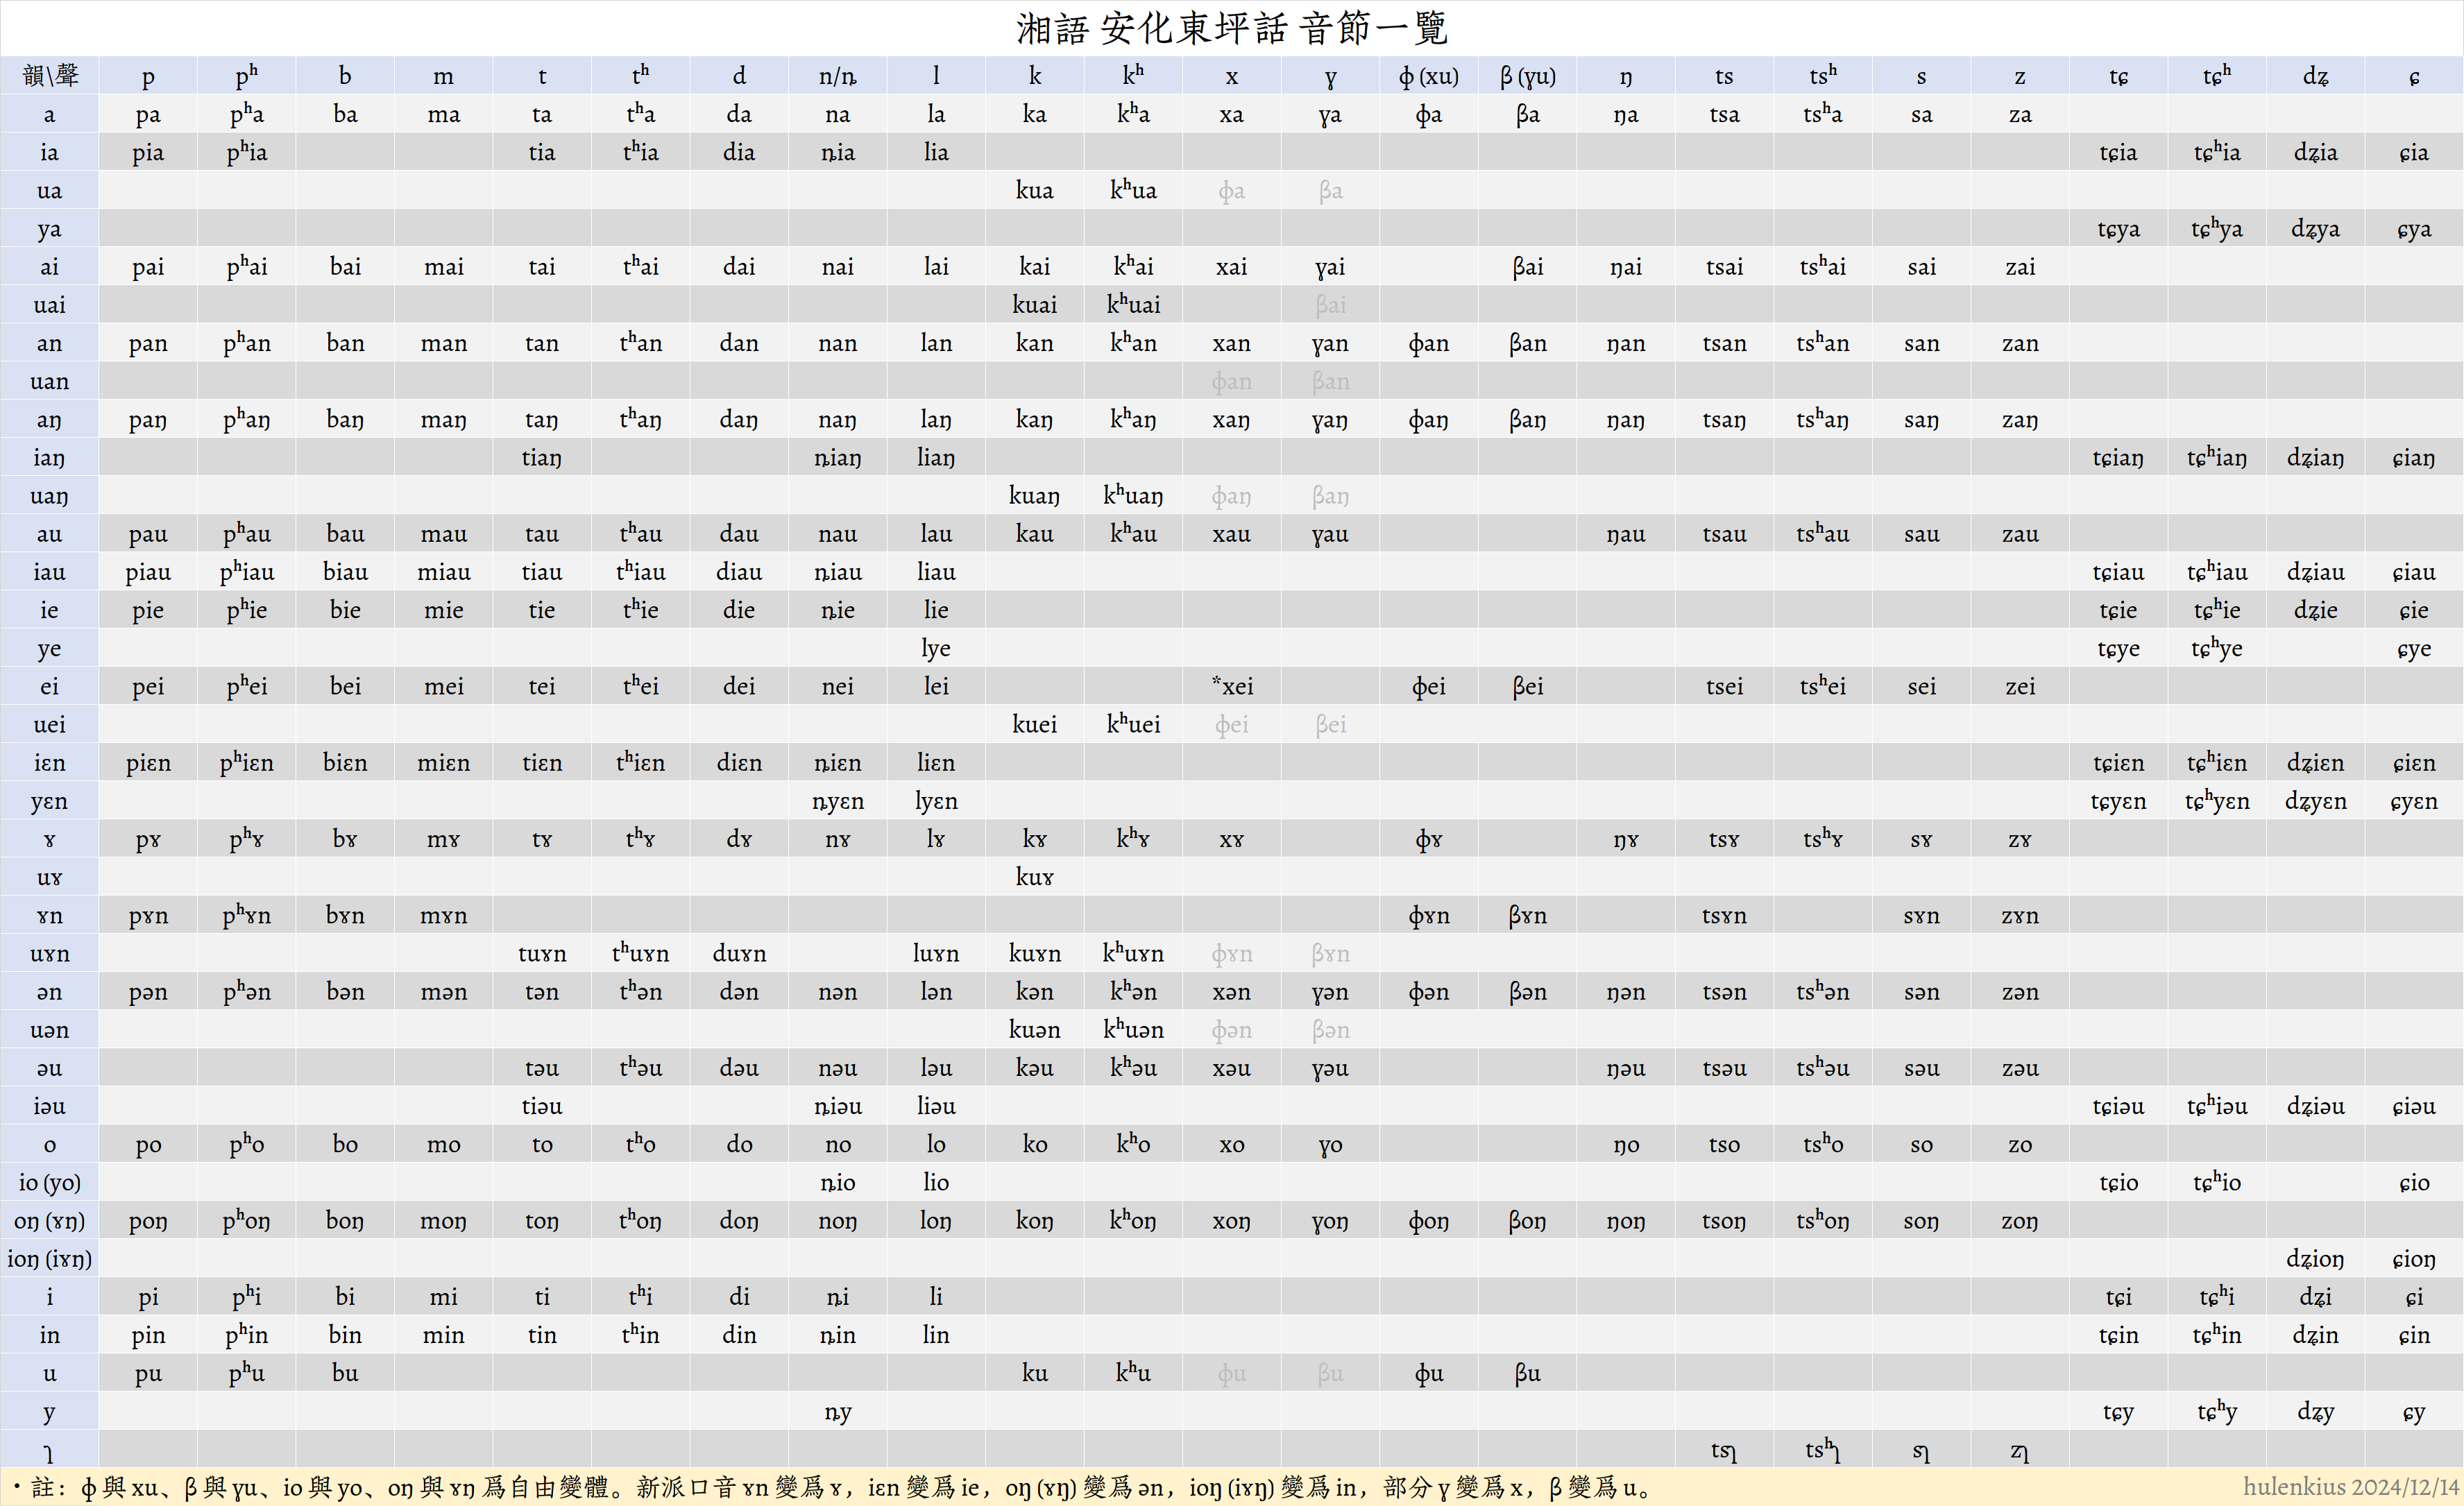 湘語 安化東坪話 音節一覽
韻\聲 p pʰ b m t tʰ d n/ȵ l k kʰ x ɣ ɸ (xu) β (ɣu) ŋ ts tsʰ s z tɕ tɕʰ dʑ ɕ
a pa pʰa ba ma ta tʰa da na la ka kʰa xa ɣa ɸa βa ŋa tsa tsʰa sa za
ia pia pʰia tia tʰia dia ȵia lia tɕia tɕʰia dʑia ɕia
ua kua kʰua ɸa βa
ya tɕya tɕʰya dʑya ɕya
ai pai pʰai bai mai tai tʰai dai nai lai kai kʰai xai ɣai βai ŋai tsai tsʰai sai zai
uai kuai kʰuai βai
an pan pʰan ban man tan tʰan dan nan lan kan kʰan xan ɣan ɸan βan ŋan tsan tsʰan san zan
uan ɸan βan
aŋ paŋ pʰaŋ baŋ maŋ taŋ tʰaŋ daŋ naŋ laŋ kaŋ kʰaŋ xaŋ ɣaŋ ɸaŋ βaŋ ŋaŋ tsaŋ tsʰaŋ saŋ zaŋ
iaŋ tiaŋ ȵiaŋ liaŋ tɕiaŋ tɕʰiaŋ dʑiaŋ ɕiaŋ
uaŋ kuaŋ kʰuaŋ ɸaŋ βaŋ
au pau pʰau bau mau tau tʰau dau nau lau kau kʰau xau ɣau ŋau tsau tsʰau sau zau
iau piau pʰiau biau miau tiau tʰiau diau ȵiau liau tɕiau tɕʰiau dʑiau ɕiau
ie pie pʰie bie mie tie tʰie die ȵie lie tɕie tɕʰie dʑie ɕie
ye lye tɕye tɕʰye ɕye
ei pei pʰei bei mei tei tʰei dei nei lei *xei ɸei βei tsei tsʰei sei zei
uei kuei kʰuei ɸei βei
iɛn piɛn pʰiɛn biɛn miɛn tiɛn tʰiɛn diɛn ȵiɛn liɛn tɕiɛn tɕʰiɛn dʑiɛn ɕiɛn
yɛn ȵyɛn lyɛn tɕyɛn tɕʰyɛn dʑyɛn ɕyɛn
ɤ pɤ pʰɤ bɤ mɤ tɤ tʰɤ dɤ nɤ lɤ kɤ kʰɤ xɤ ɸɤ ŋɤ tsɤ tsʰɤ sɤ zɤ
uɤ kuɤ
ɤn pɤn pʰɤn bɤn mɤn ɸɤn βɤn tsɤn sɤn zɤn
uɤn tuɤn tʰuɤn duɤn luɤn kuɤn kʰuɤn ɸɤn βɤn
ən pən pʰən bən mən tən tʰən dən nən lən kən kʰən xən ɣən ɸən βən ŋən tsən tsʰən sən zən
uən kuən kʰuən ɸən βən
əu təu tʰəu dəu nəu ləu kəu kʰəu xəu ɣəu ŋəu tsəu tsʰəu səu zəu
iəu tiəu ȵiəu liəu tɕiəu tɕʰiəu dʑiəu ɕiəu
o po pʰo bo mo to tʰo do no lo ko kʰo xo ɣo ŋo tso tsʰo so zo
io (yo) ȵio lio tɕio tɕʰio ɕio
oŋ (ɤŋ) poŋ pʰoŋ boŋ moŋ toŋ tʰoŋ doŋ noŋ loŋ koŋ kʰoŋ xoŋ ɣoŋ ɸoŋ βoŋ ŋoŋ tsoŋ tsʰoŋ soŋ zoŋ
ioŋ (iɤŋ) dʑioŋ ɕioŋ
i pi pʰi bi mi ti tʰi di ȵi li tɕi tɕʰi dʑi ɕi
in pin pʰin bin min tin tʰin din ȵin lin tɕin tɕʰin dʑin ɕin
u pu pʰu bu ku kʰu ɸu βu ɸu βu
y ȵy tɕy tɕʰy dʑy ɕy
ʅ tsʅ tsʰʅ sʅ zʅ
・註：ɸ 與 xu、β 與 ɣu、io 與 yo、oŋ 與 ɤŋ 爲自由變體。新派口音 ɤn 變爲 ɤ，iɛn 變爲 ie，oŋ (ɤŋ) 變爲 ən，ioŋ (iɤŋ) 變爲 in，部分 ɣ 變爲 x，β 變爲 u。 hulenkius 2024/12/14